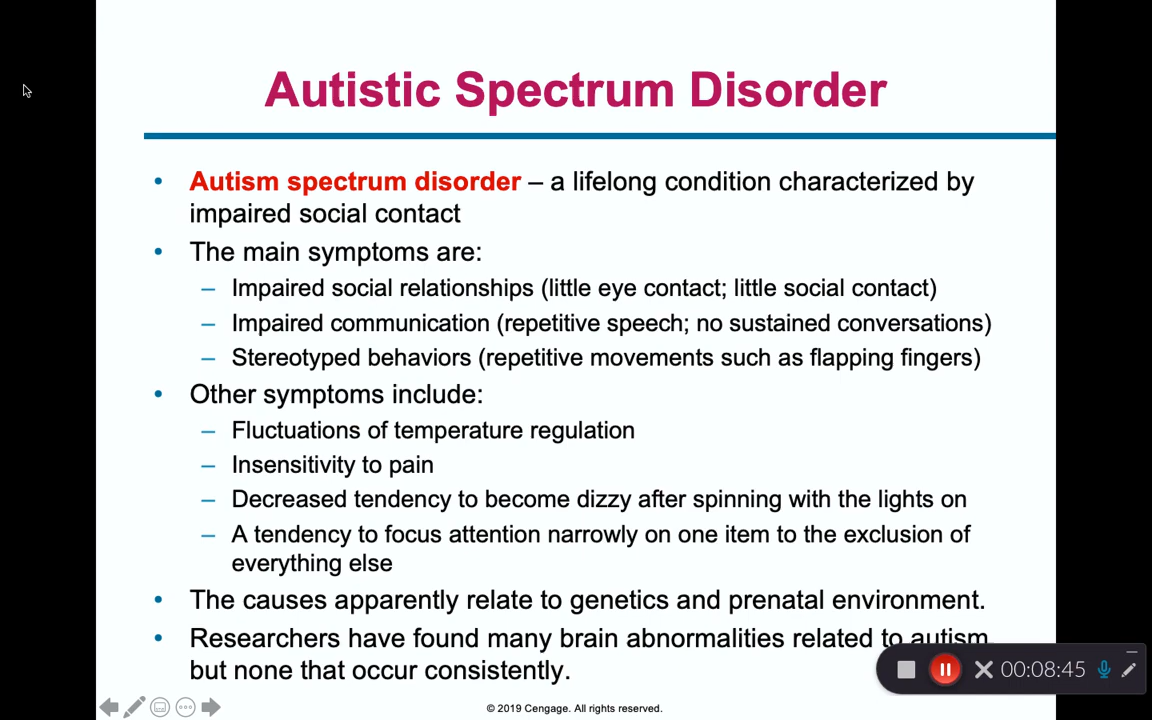 Autistic Spectrum Disorder
• Autism spectrum disorder – a lifelong condition characterized by
impaired social contact
• The main symptoms are:
– Impaired social relationships (little eye contact; little social contact)
– Impaired communication (repetitive speech; no sustained conversations)
– Stereotyped behaviors (repetitive movements such as flapping fingers)
• Other symptoms include:
– Fluctuations of temperature regulation
– Insensitivity to pain
– Decreased tendency to become dizzy after spinning with the lights on
– A tendency to focus attention narrowly on one item to the exclusion of
everything else
• The causes apparently relate to genetics and prenatal environment.
• Researchers have found many brain abnormalities related to autism
but none that occur consistently.
00:08:45
© 2019 Cengage. All rights reserved.